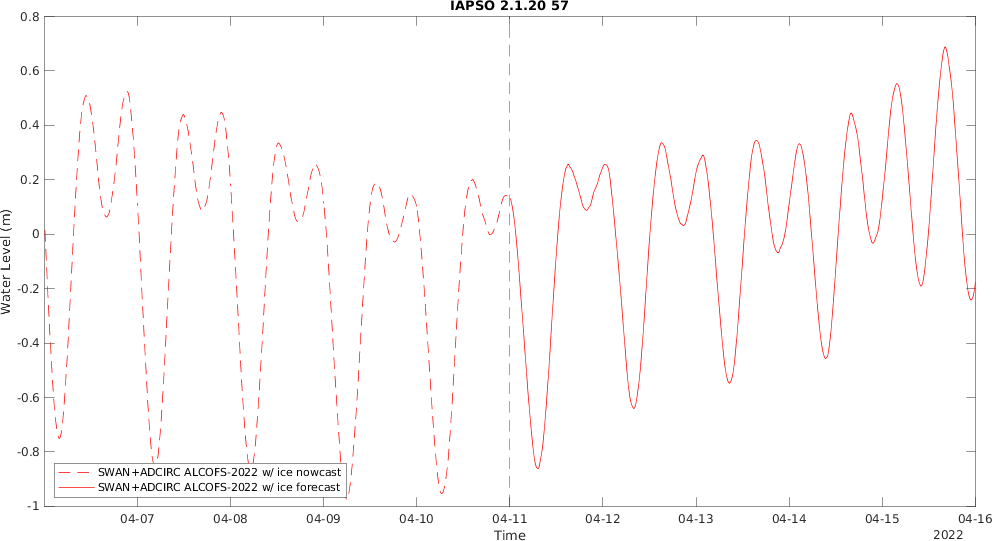 IAPSO 2.1.20 57
0.8
0.6
0.4
0.2
0
-0.2
-0.4
-0.6
-0.8
-1
Water Level (m)
SWAN+ADCIRC ALCOFS-2022 w/ ice nowcast
SWAN+ADCIRC ALCOFS-2022 w/ ice forecast
04-07 04-08 04-09 04-10 04-11 04-12 04-13 04-14 04-15 04-16
Time
2022